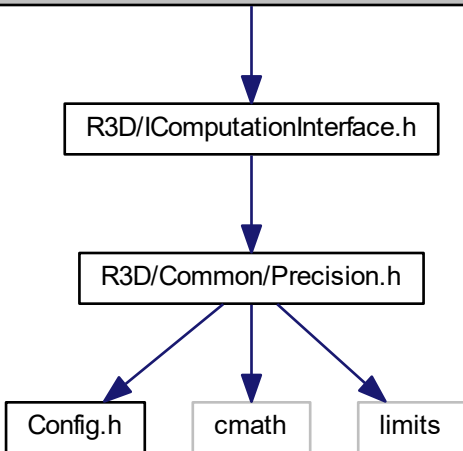 R3D/IComputationInterface.h
R3D/Common/Precision.h
Config.h
cmath
limits